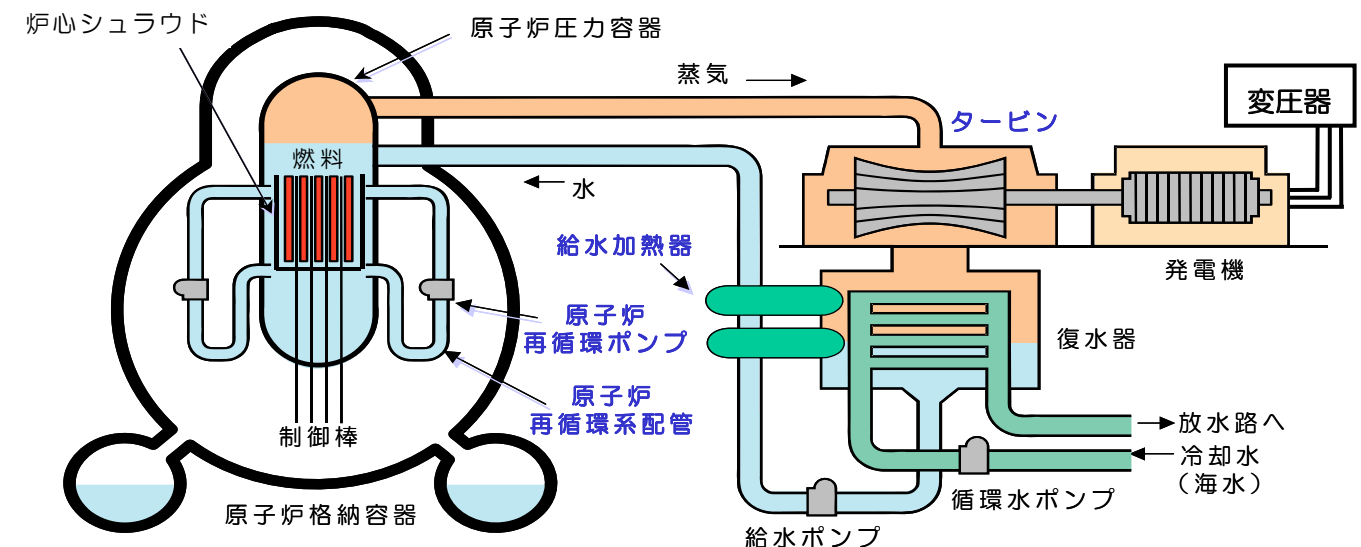 炉心シュラウド
原子炉圧力容器
蒸気
変圧器
タービン
燃料
水
給水加熱器
発電機
原子炉
再循環ポンプ
復水器
原子炉
再循環系配管
制御棒
放水路へ
冷却水
（海水）
循環水ポンプ
原子炉格納容器
給水ポンプ